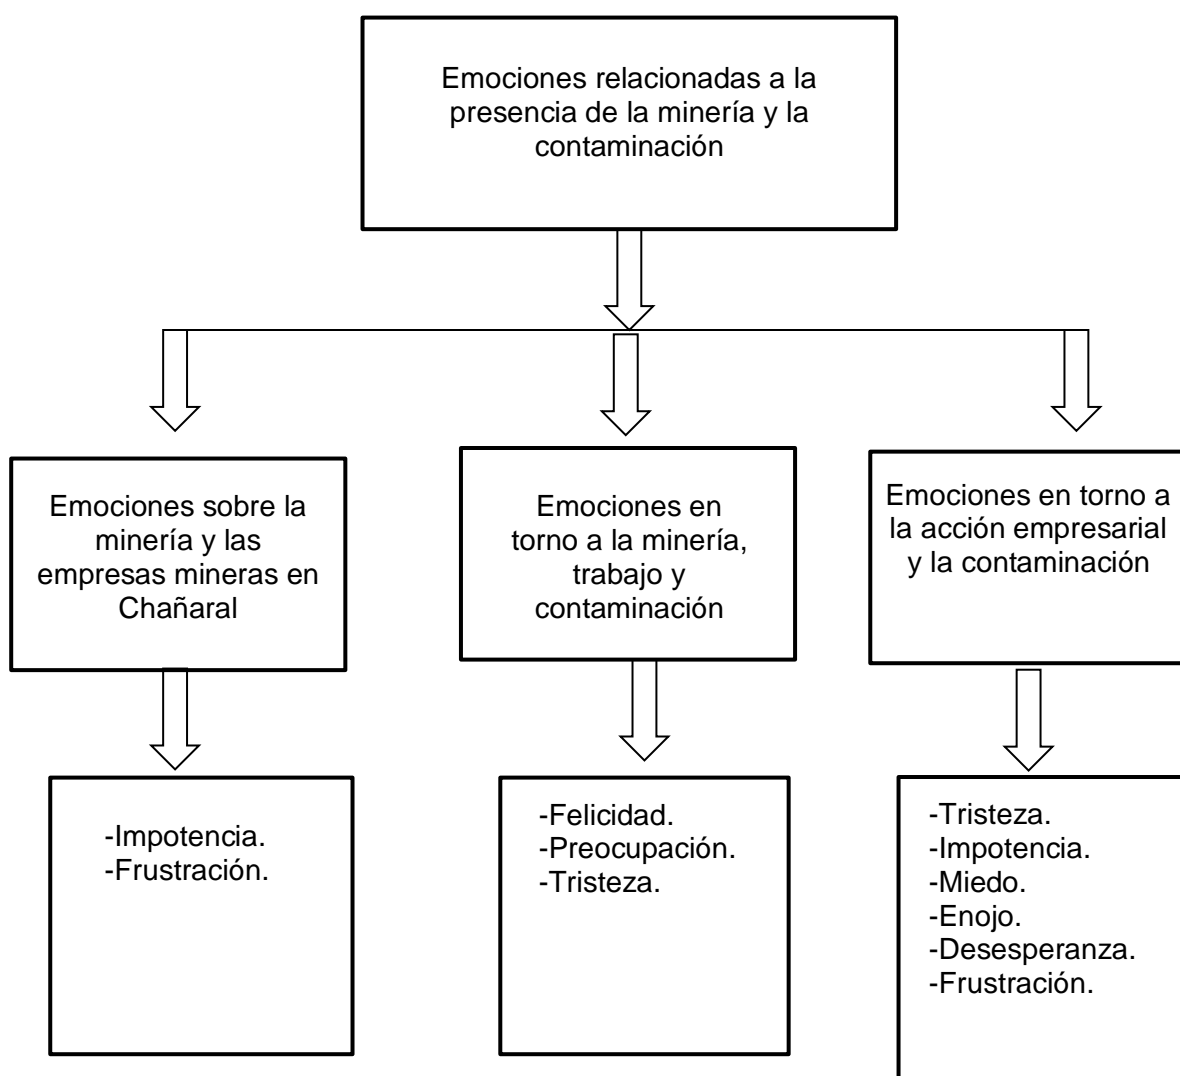 Emociones relacionadas a la
presencia de la minería y la
contaminación
Emociones sobre la
minería y las
empresas mineras en
Chañaral
Emociones en
torno a la minería,
trabajo y
contaminación
Emociones en torno a
la acción empresarial
y la contaminación
-Impotencia.
-Frustración.
-Felicidad.
-Preocupación.
-Tristeza.
-Tristeza.
-Impotencia.
-Miedo.
-Enojo.
-Desesperanza.
-Frustración.